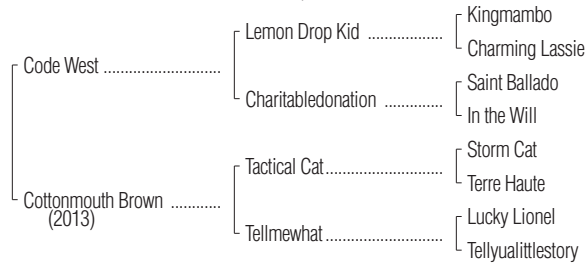 Kingmambo
Lemon Drop Kid ..................
Charming Lassie
Code West ...........................
Saint Ballado
Charitabledonation ..............
In the Will
Storm Cat
Tactical Cat...........................
Terre Haute
Cottonmouth Brown ............
(2013)
Lucky Lionel
Tellmewhat...........................
Tellyualittlestory